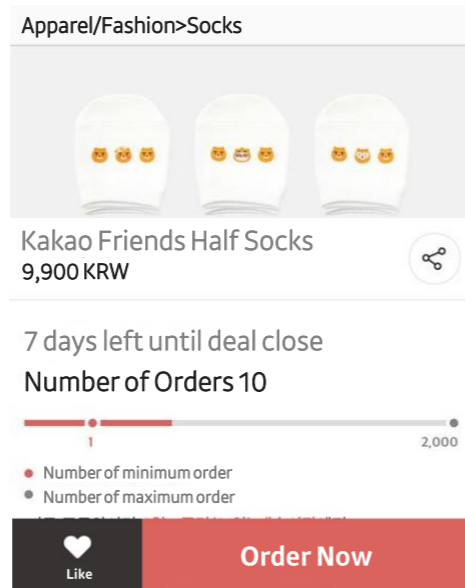 Apparel/Fashion>Socks
Kakao Friends Half Socks
9,900 KRW
7 days left until deal close
Number of Orders 10
1
2,000
Number of minimum order
Number of maximum order
Like
Order Now